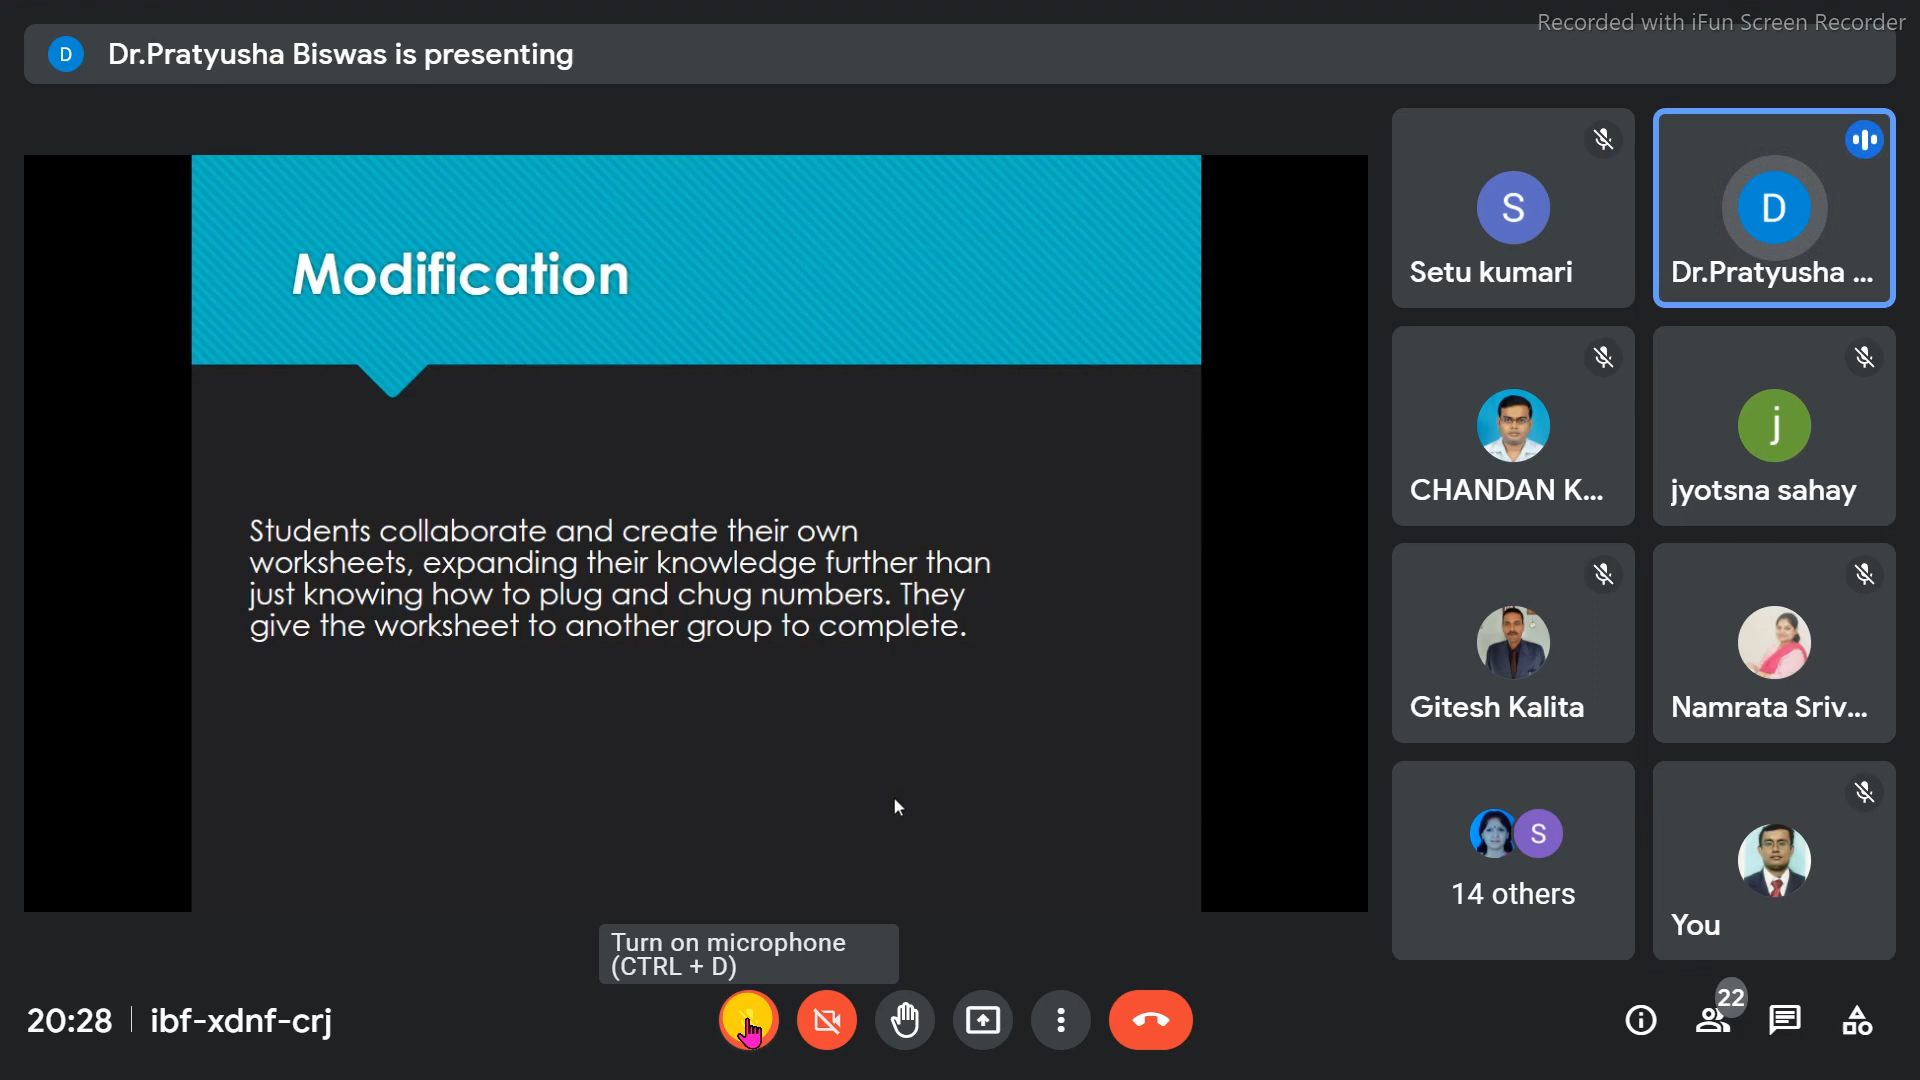 Recorded with iFun Screen Recorder
D Dr.Pratyusha Biswas is presenting
Modification
Students collaborate and create their own
worksheets, expanding their knowledge further than
just knowing how to plug and chug numbers. They
give the worksheet to another group to complete.
S
Setu kumari
D
Dr.Pratyusha ...
CHANDAN K...
j
jyotsna sahay
Gitesh Kalita
Namrata Sriv...
S
14 others
You
Turn on microphone
(CTRL + D)
20:28 ibf-xdnf-crj
22